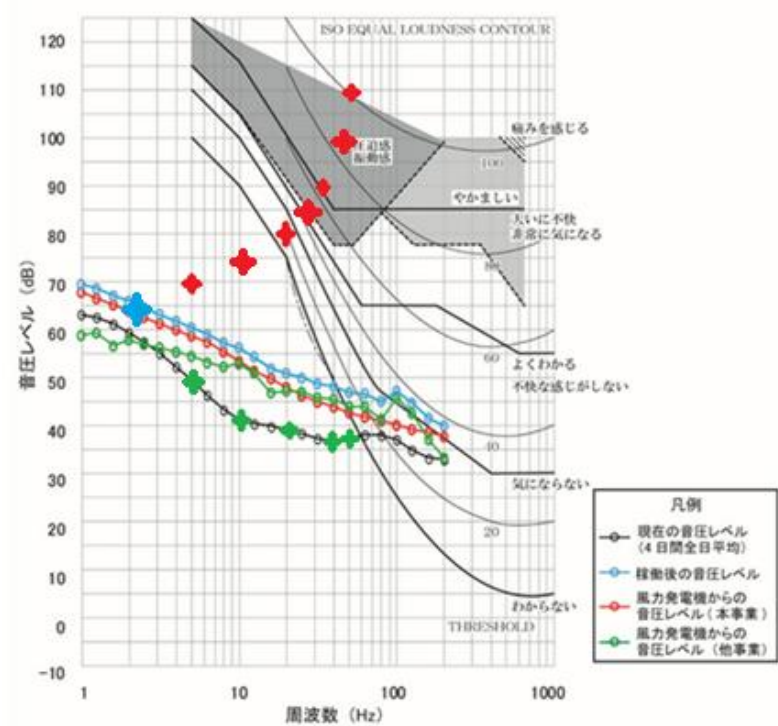 ISO EQUAL LOUDNESS CONTOUR
120
110
100
90
80
70
60
50
40
30
20
10
0
-10
音圧レベル (dB)
痛みを感じる
100
圧迫感
振動感
やかましい
大いに不快
非常に気になる
80
60
よくわかる
不快な感じがしない
40
気にならない
20
わからない
THRESHOLD
1
10
100
1000
周波数 (Hz)
凡例
現在の音圧レベル
(4日間全日平均)
稼働後の音圧レベル
風力発電機からの
音圧レベル(本事業)
風力発電機からの
音圧レベル(他事業)